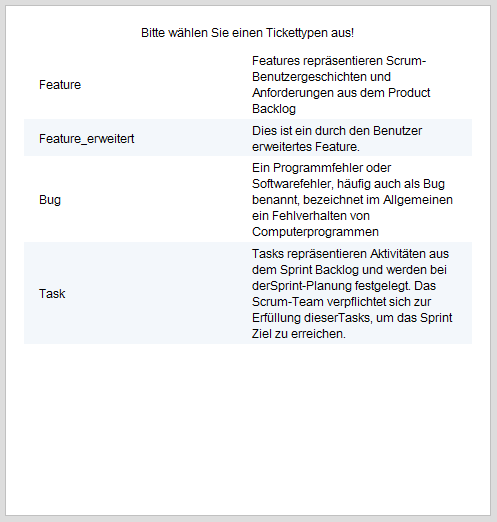 Bitte wählen Sie einen Tickettypen aus!
Feature
Features repräsentieren Scrum-
Benutzergeschichten und
Anforderungen aus dem Product
Backlog
Feature_erweitert
Dies ist ein durch den Benutzer
erweitertes Feature.
Bug
Ein Programmfehler oder
Softwarefehler, häufig auch als Bug
benannt, bezeichnet im Allgemeinen
ein Fehlverhalten von
Computerprogrammen
Task
Tasks repräsentieren Aktivitäten aus
dem Sprint Backlog und werden bei
derSprint-Planung festgelegt. Das
Scrum-Team verpflichtet sich zur
Erfüllung dieserTasks, um das Sprint
Ziel zu erreichen.